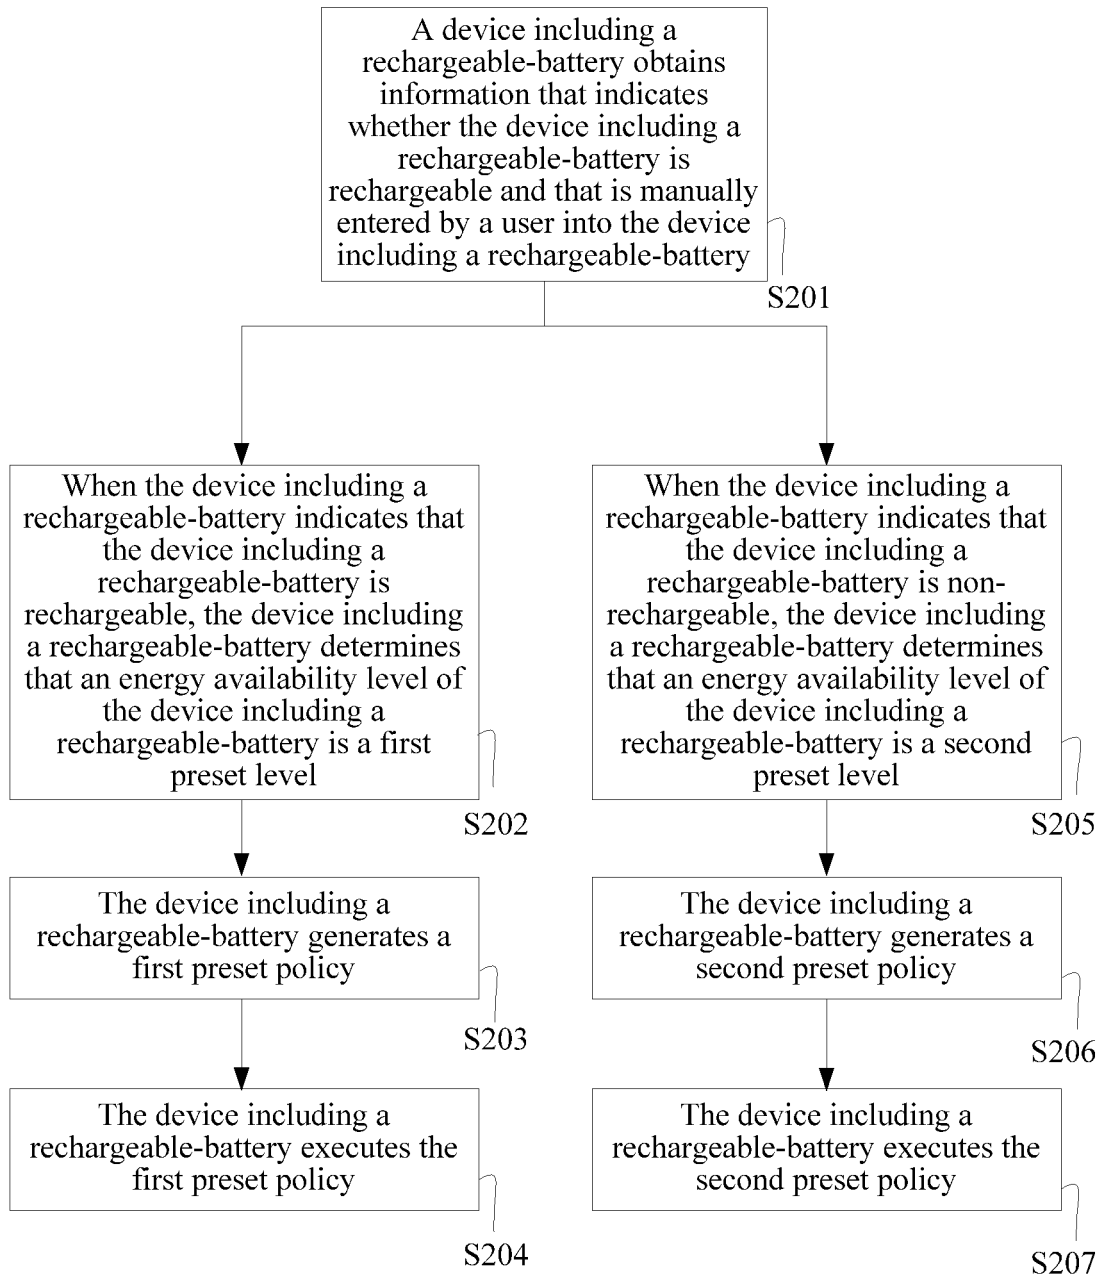 A device including a
rechargeable-battery obtains
information that indicates
whether the device including a
rechargeable-battery is
rechargeable and that is manually
entered by a user into the device
including a rechargeable-battery
S201
When the device including a
rechargeable-battery indicates that
the device including a
rechargeable-battery is
rechargeable, the device including
a rechargeable-battery determines
that an energy availability level of
the device including a
rechargeable-battery is a first
preset level
S202
The device including a
rechargeable-battery generates a
first preset policy
S203
The device including a
rechargeable-battery executes the
first preset policy
S204
When the device including a
rechargeable-battery indicates that
the device including a
rechargeable-battery is non-
rechargeable, the device including
a rechargeable-battery determines
that an energy availability level of
the device including a
rechargeable-battery is a second
preset level
S205
The device including a
rechargeable-battery generates a
second preset policy
S206
The device including a
rechargeable-battery executes the
second preset policy
S207